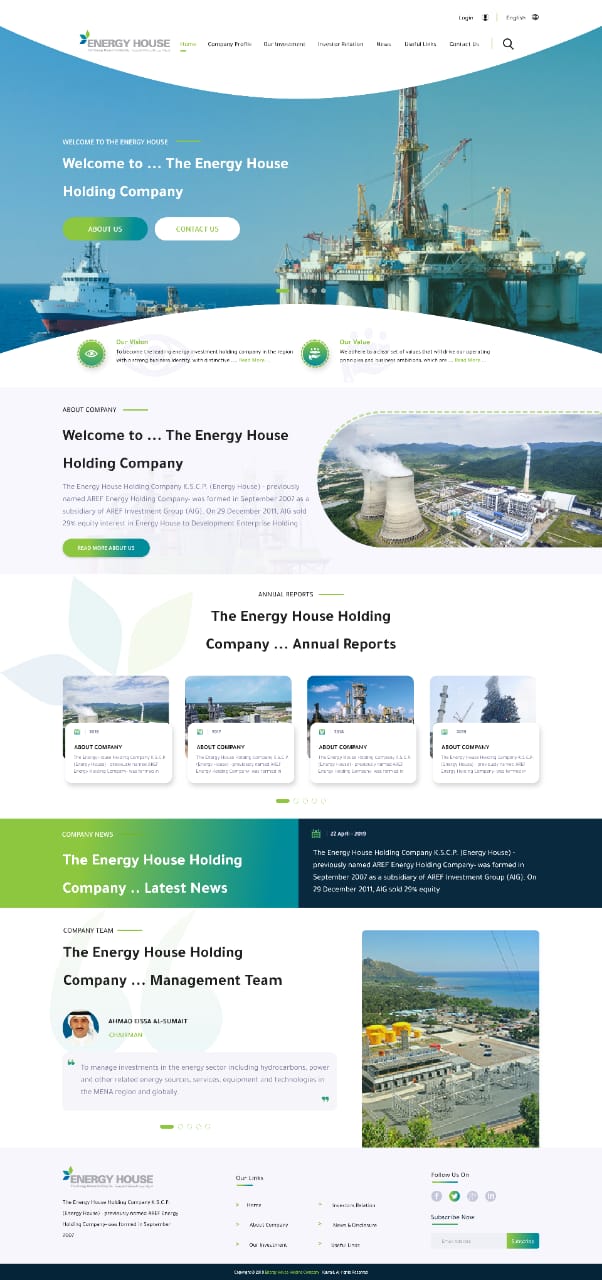 Login
English
ENERGY HOUSE
Home
Company Profile
Our Investment
Investor Relation
News
Useful Links
Contact Us
WELCOME TO THE ENERGY HOUSE
Welcome to ... The Energy House
Holding Company
ABOUT US
CONTACT US
Our Vision
To become the leading energy investment holding company in the region
with a strong business identity, with distinctive .... Read More ...
Our Value
We adhere to a clear set of values that will drive our operating
principles and business ambitions, which are ... Read More ...
ABOUT COMPANY
Welcome to ... The Energy House
Holding Company
The Energy House Holding Company K.S.C.P. (Energy House) - previously
named AREF Energy Holding Company- was formed in September 2007 as a
subsidiary of AREF Investment Group (AIG). On 29 December 2011, AIG sold
29% equity interest in Energy House to Development Enterprise Holding
READ MORE ABOUT US
ANNUAL REPORTS
The Energy House Holding
Company ... Annual Reports
ABOUT COMPANY
The Energy House Holding Company K.S.C.P.
(Energy House) - previously named AREF
Energy Holding Company- was formed in
2017
ABOUT COMPANY
The Energy House Holding Company K.S.C.P.
(Energy House) - previously named AREF
Energy Holding Company- was formed in
ABOUT COMPANY
The Energy House Holding Company K.S.C.P.
(Energy House) - previously named AREF
Energy Holding Company- was formed in
ABOUT COMPANY
The Energy House Holding Company K.S.C.P.
(Energy House) - previously named AREF
Energy Holding Company- was formed in
COMPANY NEWS
The Energy House Holding
Company .. Latest News
22 April - 2019
The Energy House Holding Company K.S.C.P. (Energy House) -
previously named AREF Energy Holding Company- was formed in
September 2007 as a subsidiary of AREF Investment Group (AIG). On
29 December 2011, AIG sold 29% equity
COMPANY TEAM
The Energy House Holding
Company ... Management Team
AHMAD EISSA AL-SUMAIT
CHAIRMAN
To manage investments in the energy sector including hydrocarbons, power
and other related energy sources, services, equipment and technologies in
the MENA region and globally.
ENERGY HOUSE
The Energy House Holding Company K.S.C.P.
(Energy House) - previously named AREF
Energy Holding Company- was formed in September
2007
Our Links
Home
About Company
Our Investment
Investors Relation
News & Disclosure
Useful Links
Follow Us On
Subscribe Now
Email Address
Subscribe
Copyright © 2019 Energy House Holding Company - Kuwait. All Rights Reserved